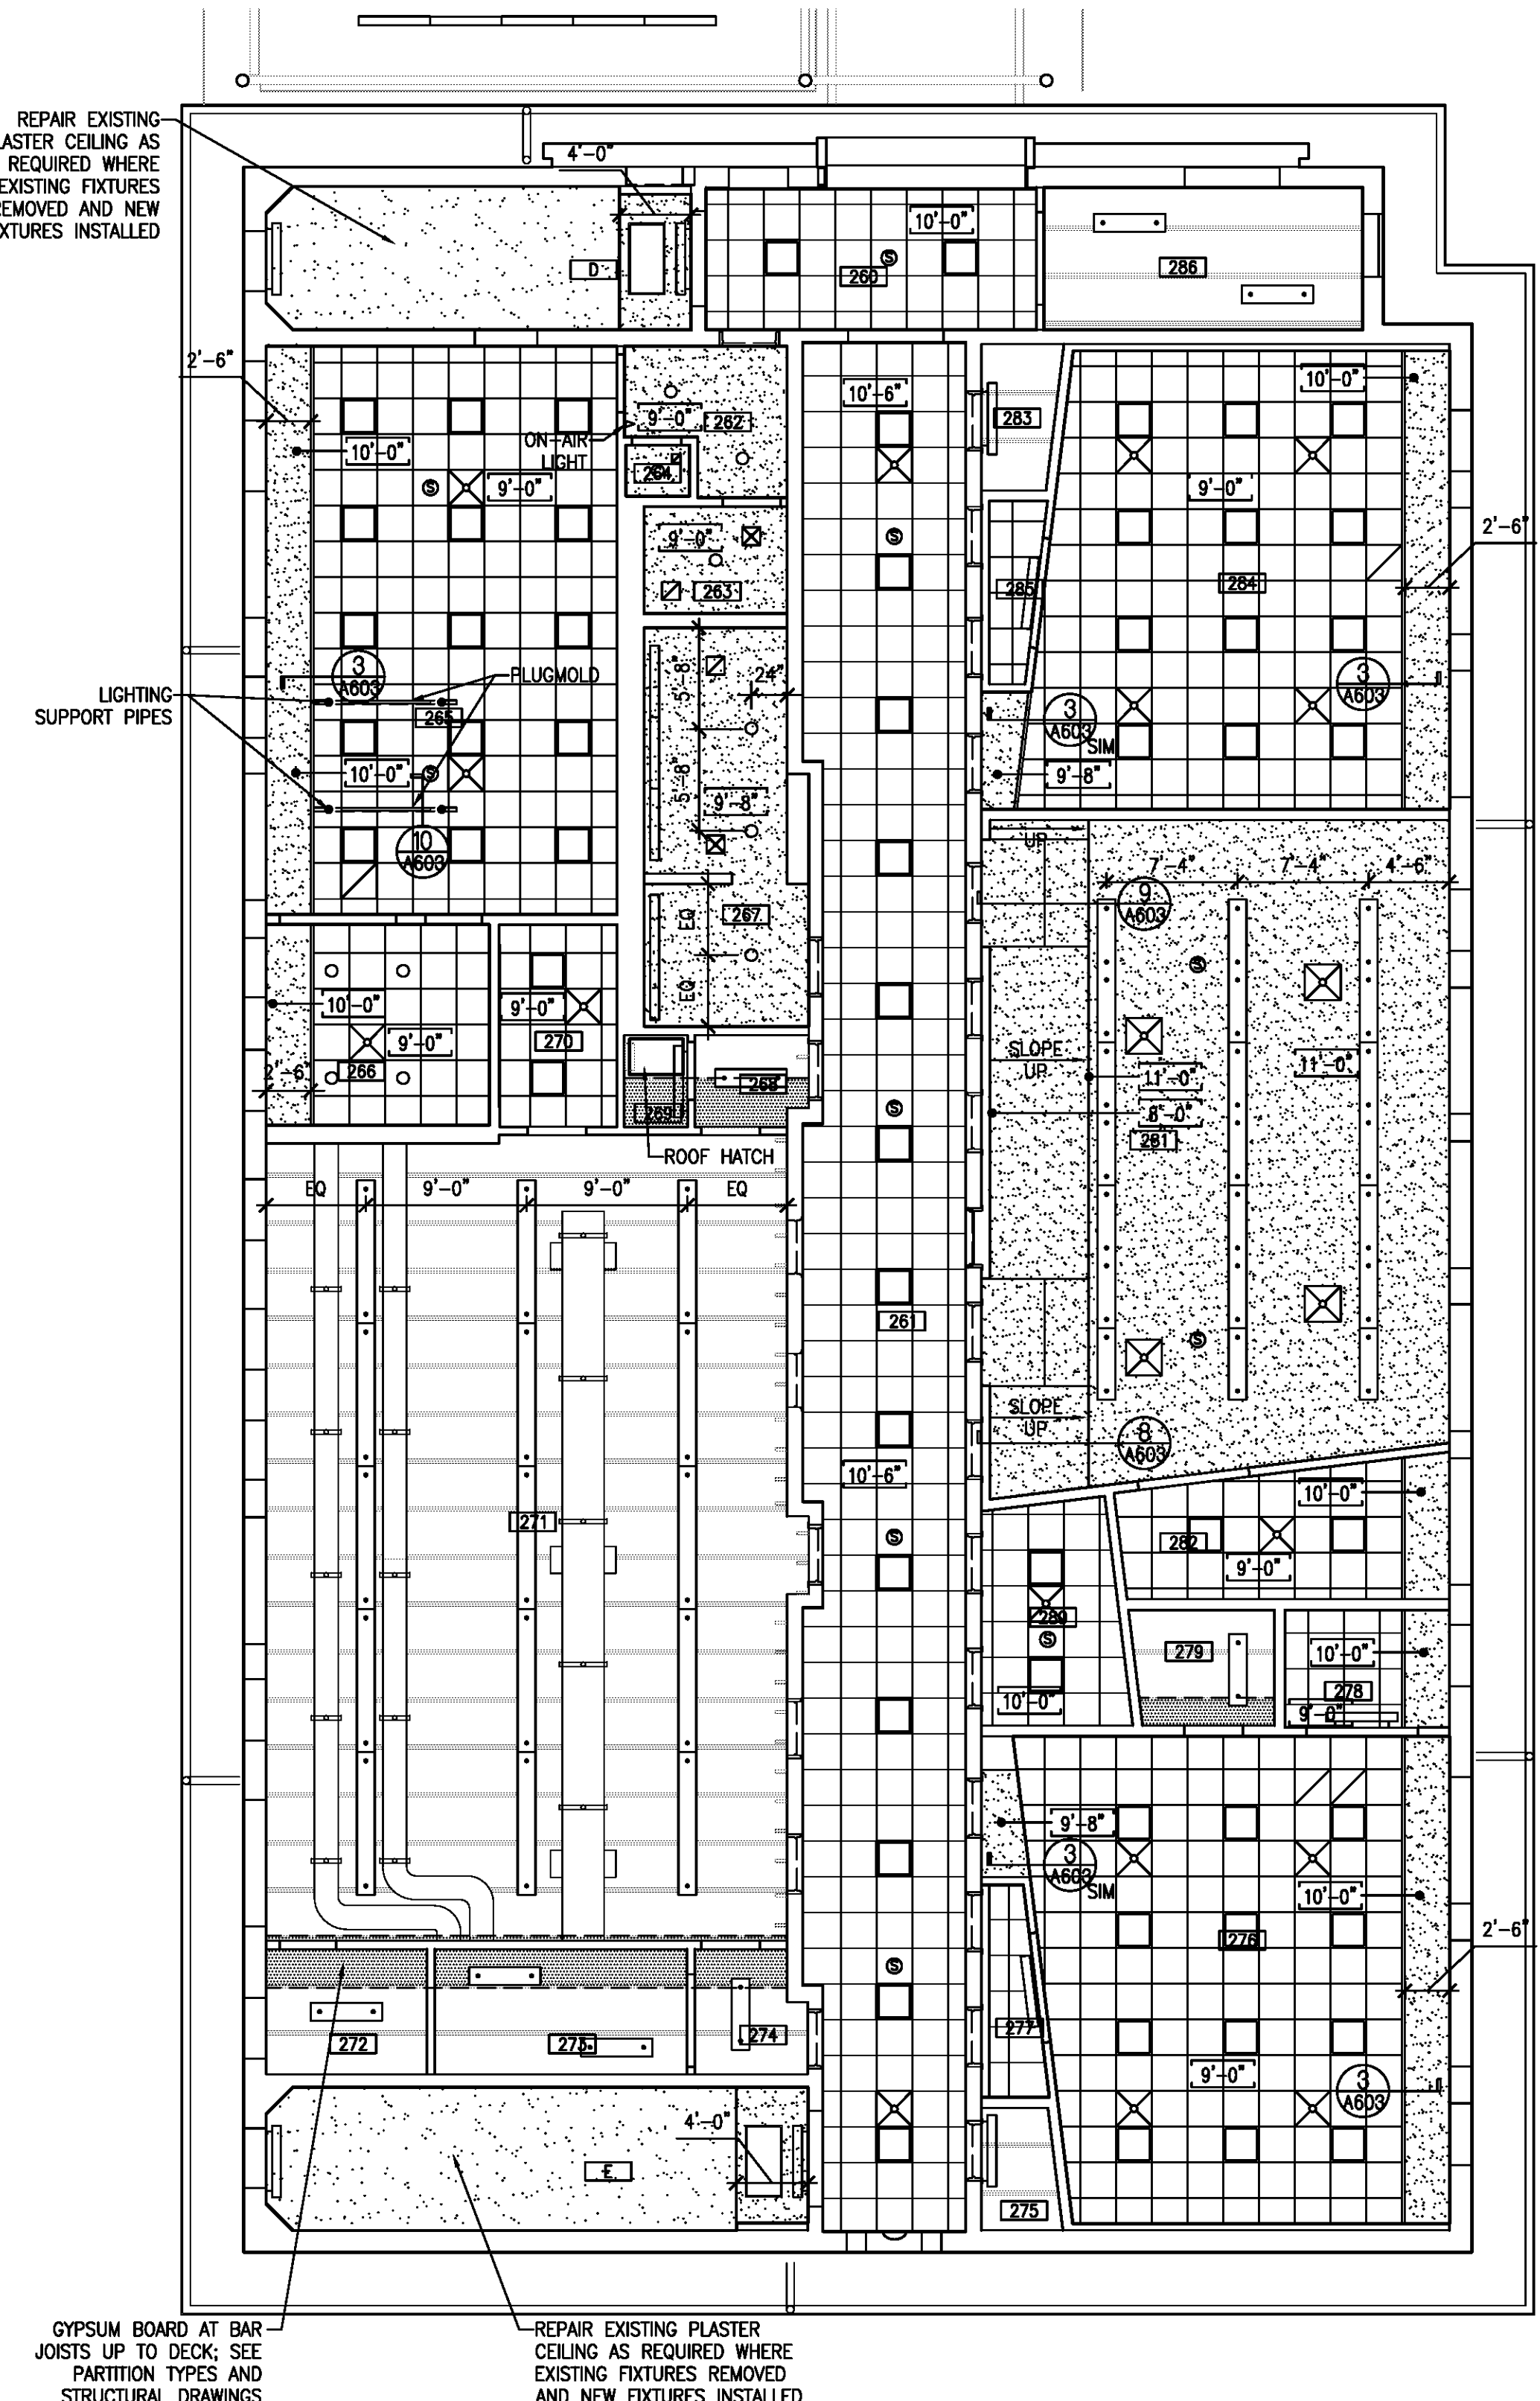 REPAIR EXISTING
LASTER CEILING AS
REQUIRED WHERE
EXISTING FIXTURES
REMOVED AND NEW
XTURES INSTALLED
4'-0"
D
10'-0"
260
286
2'-6"
10'-0"
9'-0"
ON-AIR
LIGHT
9'-0"
262
264
9'-0"
263
10'-6"
283
10'-0"
9'-0"
2'-6"
285
284
3
A603
LIGHTING
SUPPORT PIPES
PLUGMOLD
265
10'-0"
10
A603
5'-8"
24"
5'-8"
9'-8"
EQ
267
EQ
3
A603
SIM
9'-8"
3
A603
UP
7'-4"
7'-4"
4'-6"
9
A603
10'-0"
9'-0"
266
2'-6"
9'-0"
270
268
269
ROOF HATCH
SLOPE
UP
11'-0"
8'-0"
281
11'-0"
EQ
9'-0"
9'-0"
EQ
261
SLOPE
UP
8
A603
10'-6"
271
10'-0"
282
9'-0"
280
10'-0"
279
10'-0"
278
9'-0"
9'-8"
3
A603
SIM
10'-0"
276
2'-6"
272
273
274
277
9'-0"
3
A603
4'-0"
E
275
GYPSUM BOARD AT BAR
JOISTS UP TO DECK; SEE
PARTITION TYPES AND
STRUCTURAL DRAWINGS
REPAIR EXISTING PLASTER
CEILING AS REQUIRED WHERE
EXISTING FIXTURES REMOVED
AND NEW FIXTURES INSTALLED